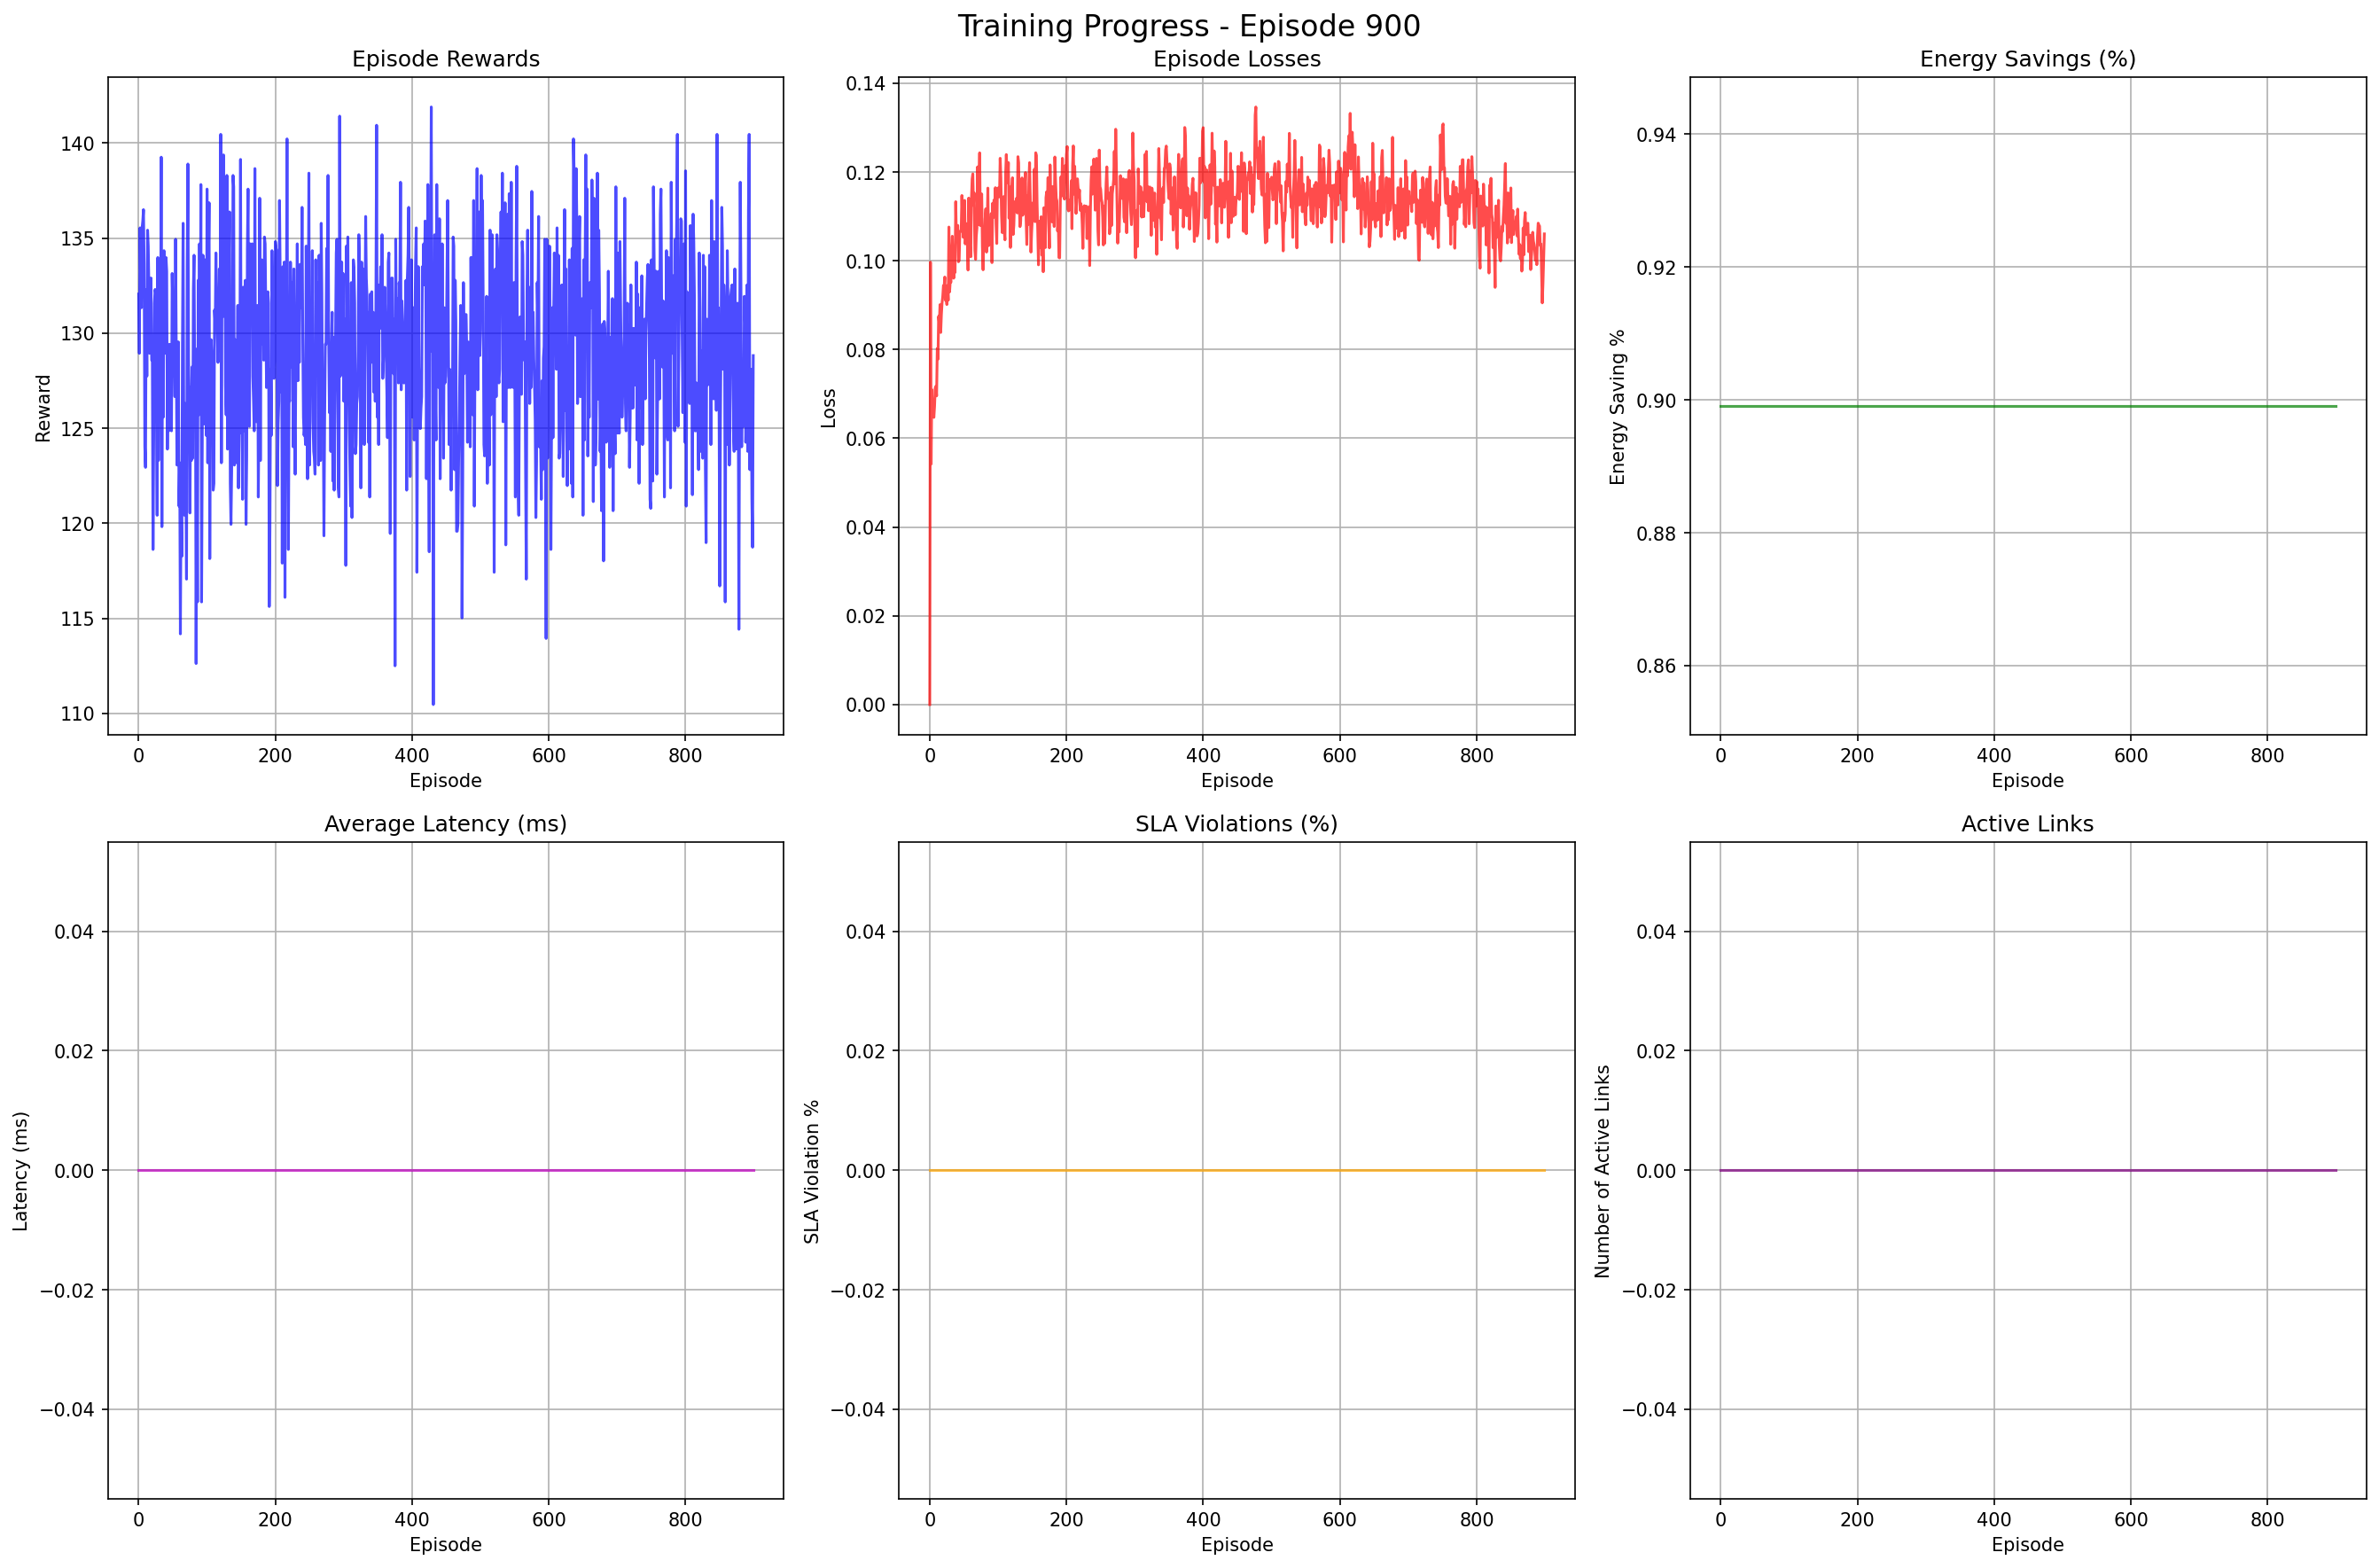 Training Progress - Episode 900
Episode Rewards
140
135
130
125
120
115
110
Reward
0 200 400 600 800
Episode
Episode Losses
0.14
0.12
0.10
0.08
0.06
0.04
0.02
0.00
Loss
0 200 400 600 800
Episode
Energy Savings (%)
0.94
0.92
0.90
0.88
0.86
Energy Saving %
0 200 400 600 800
Episode
Average Latency (ms)
0.04
0.02
0.00
−0.02
−0.04
Latency (ms)
0 200 400 600 800
Episode
SLA Violations (%)
0.04
0.02
0.00
−0.02
−0.04
SLA Violation %
0 200 400 600 800
Episode
Active Links
0.04
0.02
0.00
−0.02
−0.04
Number of Active Links
0 200 400 600 800
Episode